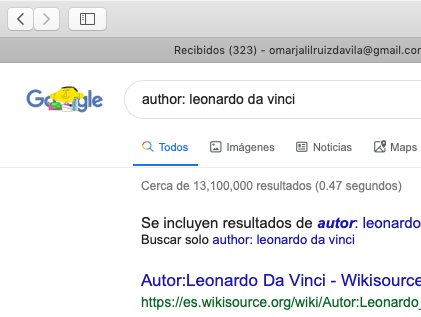 Recibidos (323) - omarjalilruizdavila@gmail.con
Google
author: leonardo da vinci
Todos Imágenes Noticias Maps
Cerca de 13,100,000 resultados (0.47 segundos)
Se incluyen resultados de autor: leonardo
Buscar solo author: leonardo da vinci
Autor:Leonardo Da Vinci - Wikisource
https://es.wikisource.org/wiki/Autor:Leonardo_